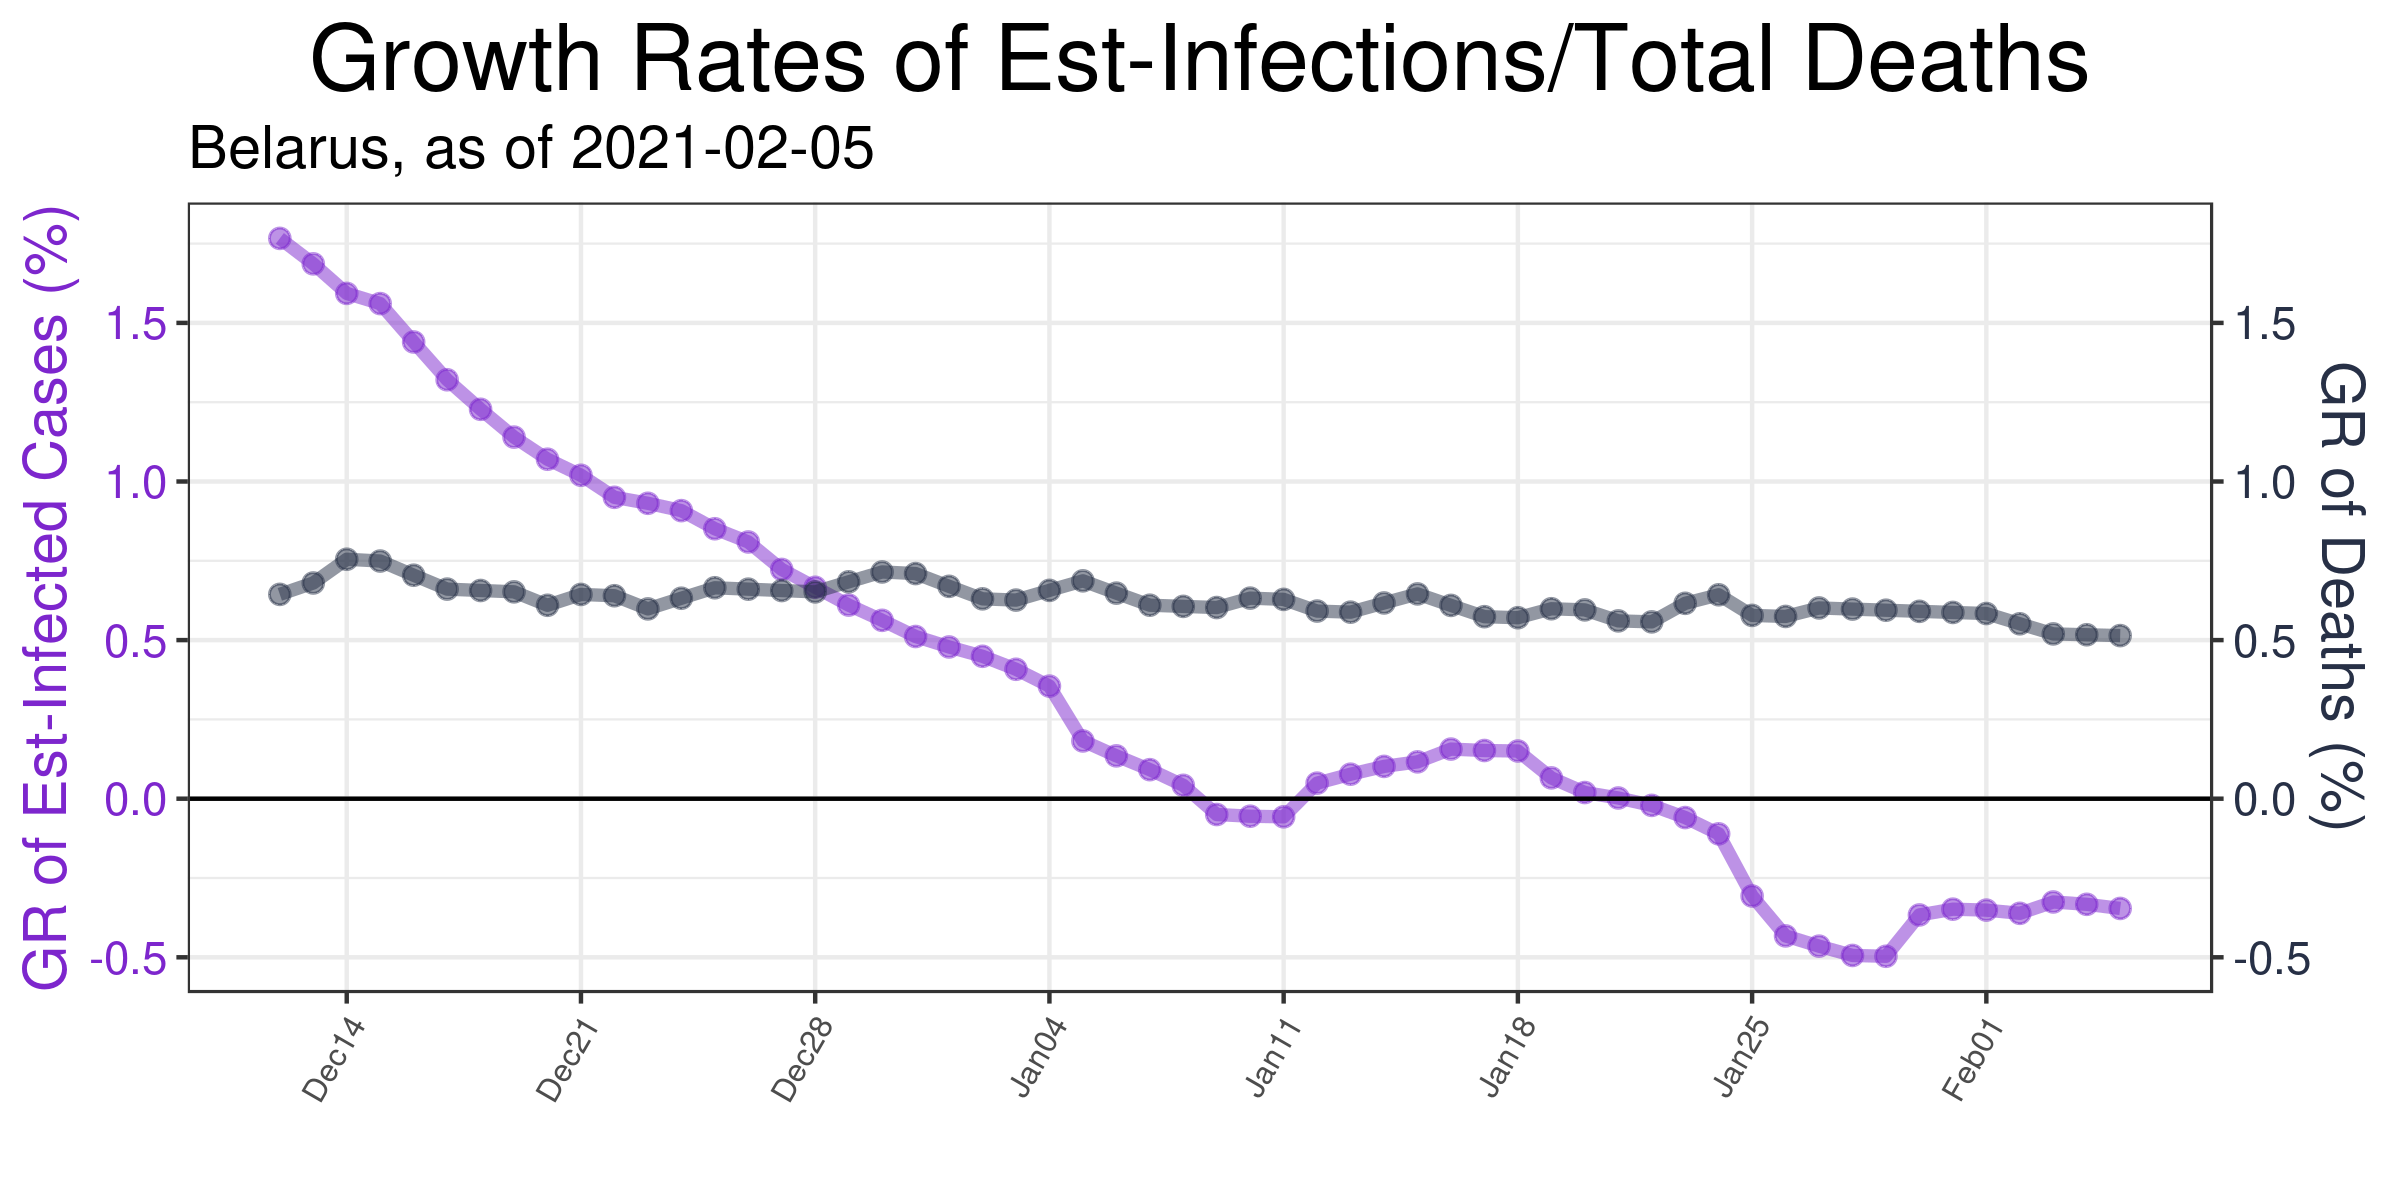 Growth Rates of Est-Infections/Total Deaths
Belarus, as of 2021-02-05
GR of Est-Infected Cases (%)
1.5
1.0
0.5
0.0
-0.5
1.5
1.0
0.5
0.0
-0.5
GR of Deaths (%)
Dec14
Dec21
Dec28
Jan04
Jan11
Jan18
Jan25
Feb01